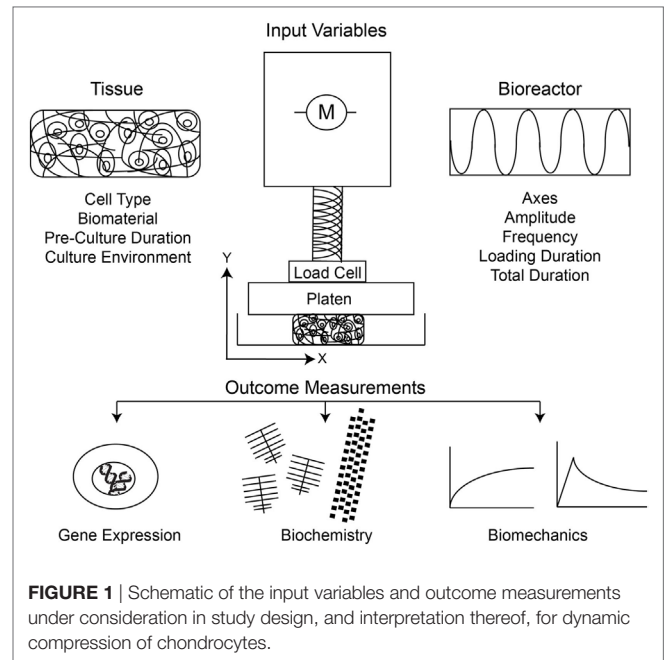 Input Variables
Tissue
Cell Type
Biomaterial
Pre-Culture Duration
Culture Environment
M
Load Cell
Platen
Y
X
Bioreactor
Axes
Amplitude
Frequency
Loading Duration
Total Duration
Outcome Measurements
Gene Expression
Biochemistry
Biomechanics
FIGURE 1 | Schematic of the input variables and outcome measurements
under consideration in study design, and interpretation thereof, for dynamic
compression of chondrocytes.